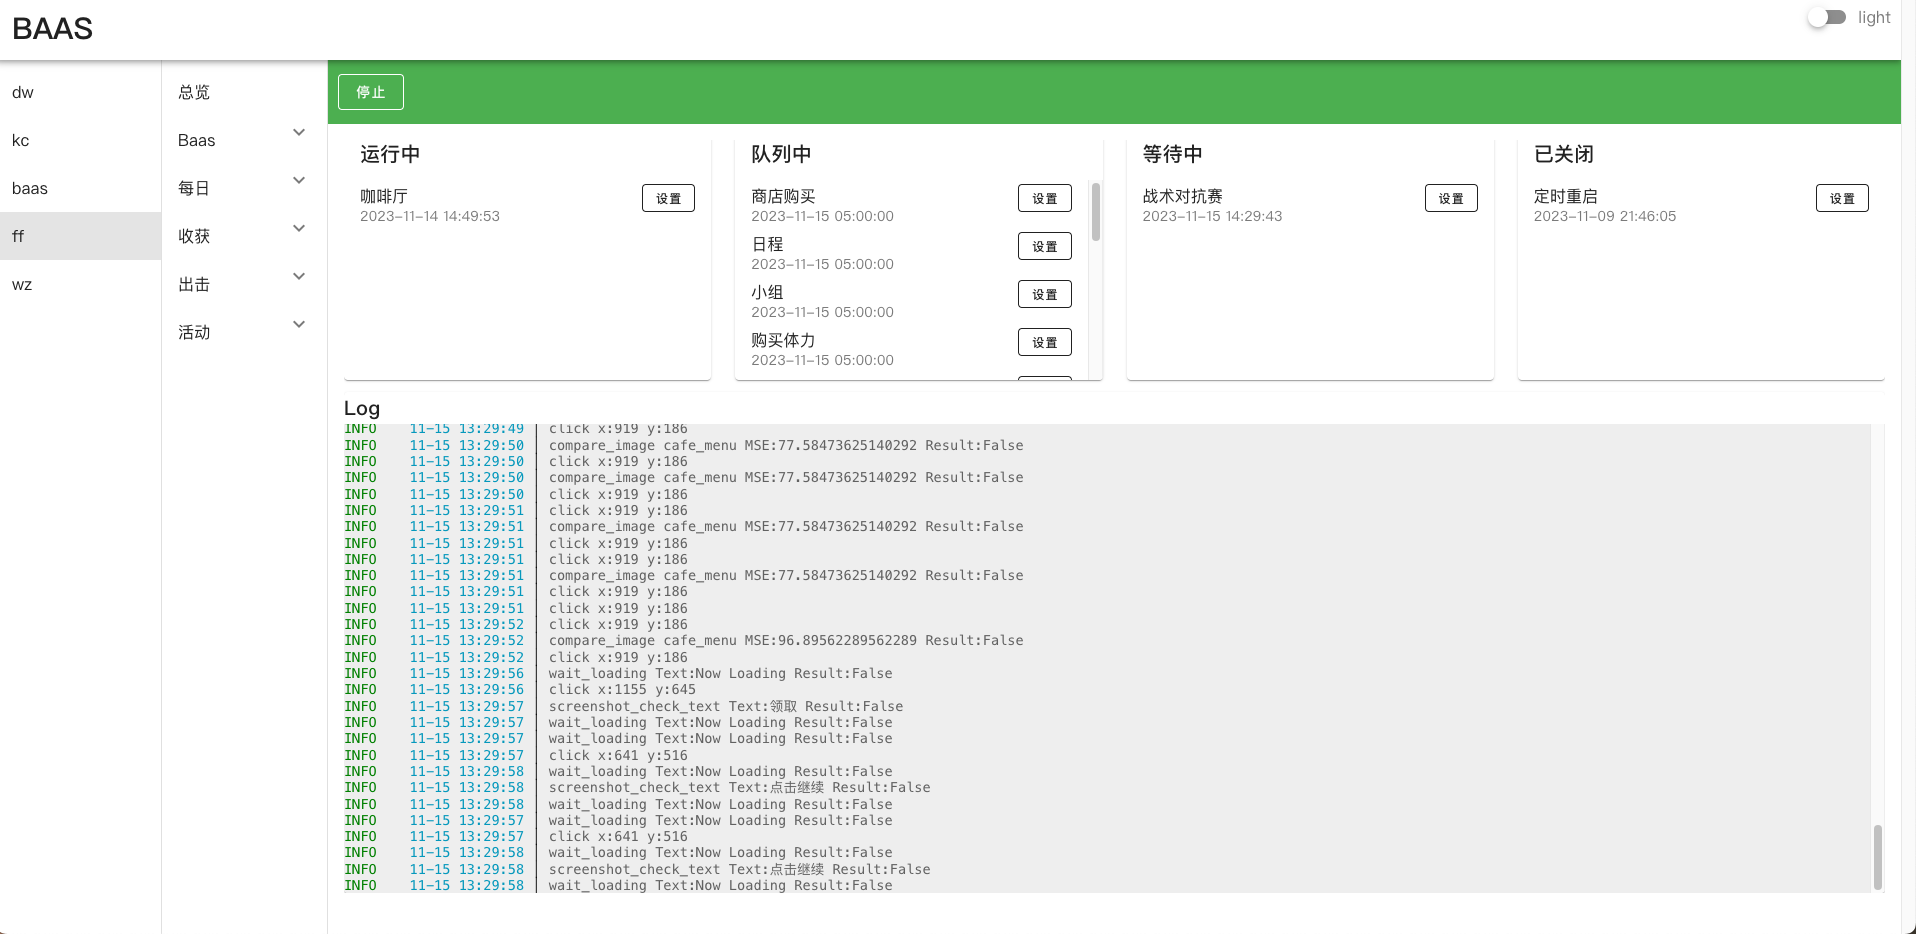 BAAS
light
dw
kc
baas
ff
wz
总览
Baas
每日
收获
出击
活动
停止
运行中
咖啡厅
2023-11-14 14:49:53
设置
队列中
商店购买
2023-11-15 05:00:00
设置
日程
2023-11-15 05:00:00
设置
小组
2023-11-15 05:00:00
设置
购买体力
2023-11-15 05:00:00
设置
等待中
战术对抗赛
2023-11-15 14:29:43
设置
已关闭
定时重启
2023-11-09 21:46:05
设置
Log
INFO 11-15 13:29:49 | click x:919 y:186
INFO 11-15 13:29:50 | compare_image cafe_menu MSE:77.58473625140292 Result:False
INFO 11-15 13:29:50 | click x:919 y:186
INFO 11-15 13:29:50 | compare_image cafe_menu MSE:77.58473625140292 Result:False
INFO 11-15 13:29:50 | click x:919 y:186
INFO 11-15 13:29:51 | click x:919 y:186
INFO 11-15 13:29:51 | compare_image cafe_menu MSE:77.58473625140292 Result:False
INFO 11-15 13:29:51 | click x:919 y:186
INFO 11-15 13:29:51 | click x:919 y:186
INFO 11-15 13:29:51 | compare_image cafe_menu MSE:77.58473625140292 Result:False
INFO 11-15 13:29:51 | click x:919 y:186
INFO 11-15 13:29:51 | click x:919 y:186
INFO 11-15 13:29:52 | click x:919 y:186
INFO 11-15 13:29:52 | compare_image cafe_menu MSE:96.89562289562289 Result:False
INFO 11-15 13:29:52 | click x:919 y:186
INFO 11-15 13:29:56 | wait_loading Text:Now Loading Result:False
INFO 11-15 13:29:56 | click x:1155 y:645
INFO 11-15 13:29:57 | screenshot_check_text Text:领取 Result:False
INFO 11-15 13:29:57 | wait_loading Text:Now Loading Result:False
INFO 11-15 13:29:57 | wait_loading Text:Now Loading Result:False
INFO 11-15 13:29:57 | click x:641 y:516
INFO 11-15 13:29:58 | wait_loading Text:Now Loading Result:False
INFO 11-15 13:29:58 | screenshot_check_text Text:点击继续 Result:False
INFO 11-15 13:29:58 | wait_loading Text:Now Loading Result:False
INFO 11-15 13:29:57 | wait_loading Text:Now Loading Result:False
INFO 11-15 13:29:57 | click x:641 y:516
INFO 11-15 13:29:58 | wait_loading Text:Now Loading Result:False
INFO 11-15 13:29:58 | screenshot_check_text Text:点击继续 Result:False
INFO 11-15 13:29:58 | wait_loading Text:Now Loading Result:False